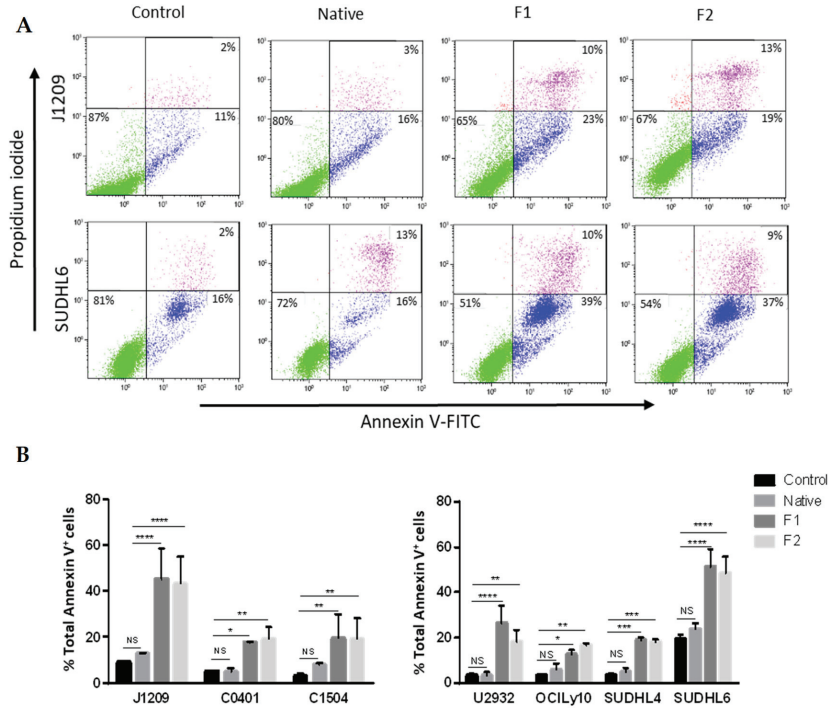 A
Control Native F1 F2
Propidium iodide
J1209
2% 3% 10% 13%
87% 11% 80% 16% 65% 23% 67% 19%
SUDHL6
2% 13% 10% 9%
81% 16% 72% 16% 51% 39% 54% 37%
Annexin V-FITC
B
% Total Annexin V⁺ cells
80
60
40
20
0
NS **** ****
NS * **
NS ** **
J1209 C0401 C1504
% Total Annexin V⁺ cells
80
60
40
20
0
NS **** **
NS * **
NS *** ***
NS **** ****
U2932 OCILy10 SUDHL4 SUDHL6
Control
Native
F1
F2